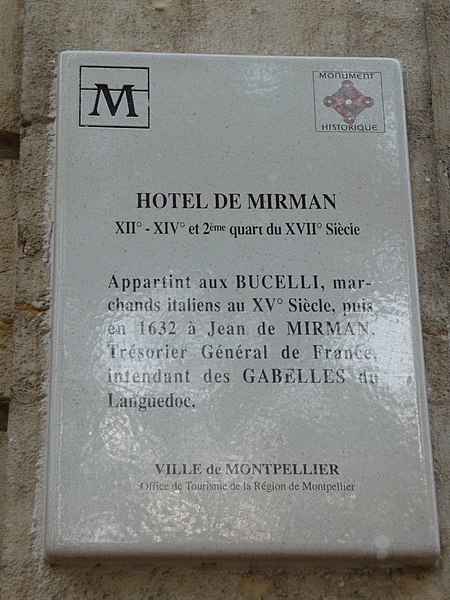 M
MONUMENT
HISTORIQUE
HOTEL DE MIRMAN
XII° - XIV° et 2ème quart du XVII° Siècle
Appartint aux BUCELLI, mar-
chands italiens au XV° Siècle, puis
en 1632 à Jean de MIRMAN,
Trésorier Général de France,
intendant des GABELLES du
Languedoc.
VILLE de MONTPELLIER
Office de Tourisme de la Région de Montpellier